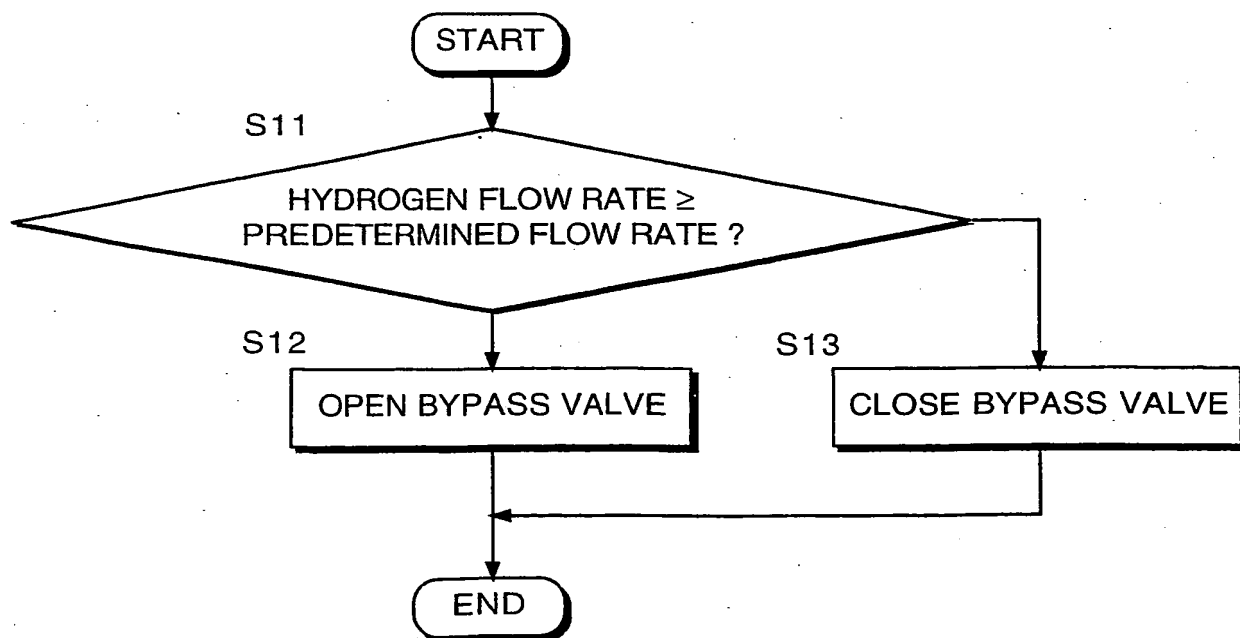 START
S11
HYDROGEN FLOW RATE ≥
PREDETERMINED FLOW RATE ?
S12
OPEN BYPASS VALVE
S13
CLOSE BYPASS VALVE
END